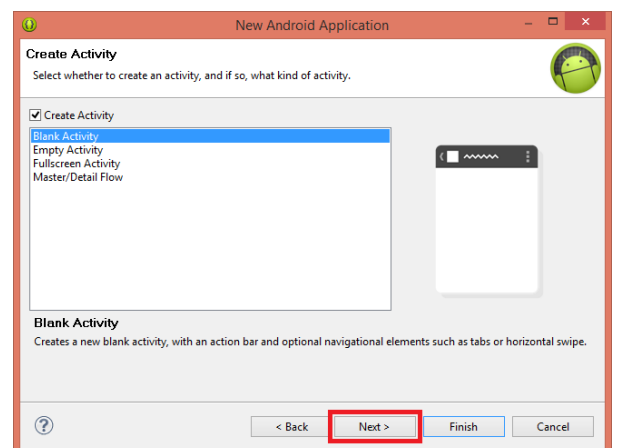 New Android Application
Create Activity
Select whether to create an activity, and if so, what kind of activity.
Create Activity
Blank Activity
Empty Activity
Fullscreen Activity
Master/Detail Flow
Blank Activity
Creates a new blank activity, with an action bar and optional navigational elements such as tabs or horizontal swipe.
< Back Next > Finish Cancel